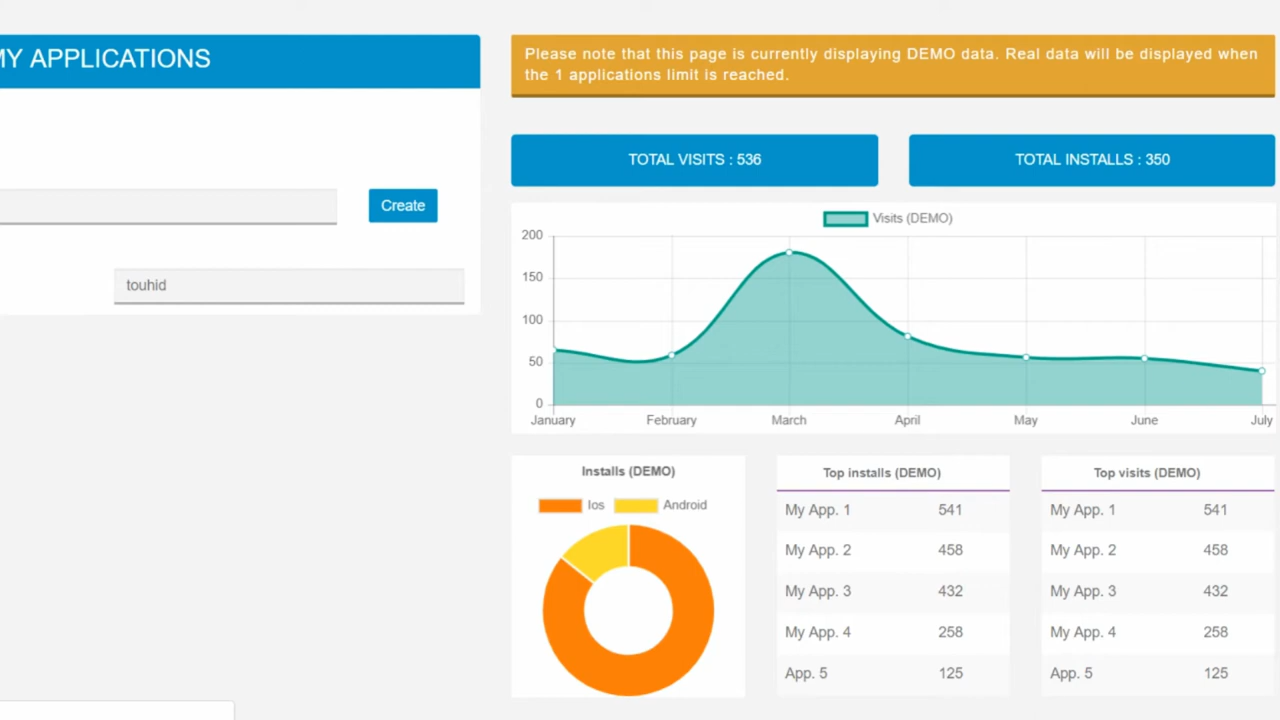 MY APPLICATIONS
Create
touhid
Please note that this page is currently displaying DEMO data. Real data will be displayed when
the 1 applications limit is reached.
TOTAL VISITS : 536
TOTAL INSTALLS : 350
Visits (DEMO)
200
150
100
50
0
January February March April May June July
Installs (DEMO)
Ios Android
Top installs (DEMO)
My App. 1 541
My App. 2 458
My App. 3 432
My App. 4 258
App. 5 125
Top visits (DEMO)
My App. 1 541
My App. 2 458
My App. 3 432
My App. 4 258
App. 5 125